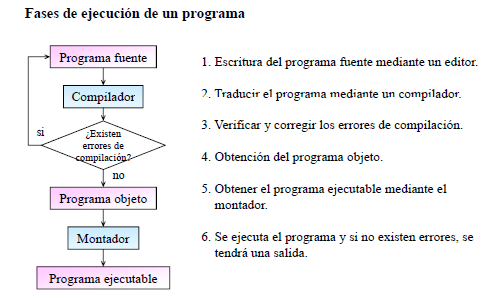 Fases de ejecución de un programa
Programa fuente
Compilador
si
¿Existen
errores de
compilación?
no
Programa objeto
Montador
Programa ejecutable
1. Escritura del programa fuente mediante un editor.
2. Traducir el programa mediante un compilador.
3. Verificar y corregir los errores de compilación.
4. Obtención del programa objeto.
5. Obtener el programa ejecutable mediante el
montador.
6. Se ejecuta el programa y si no existen errores, se
tendrá una salida.